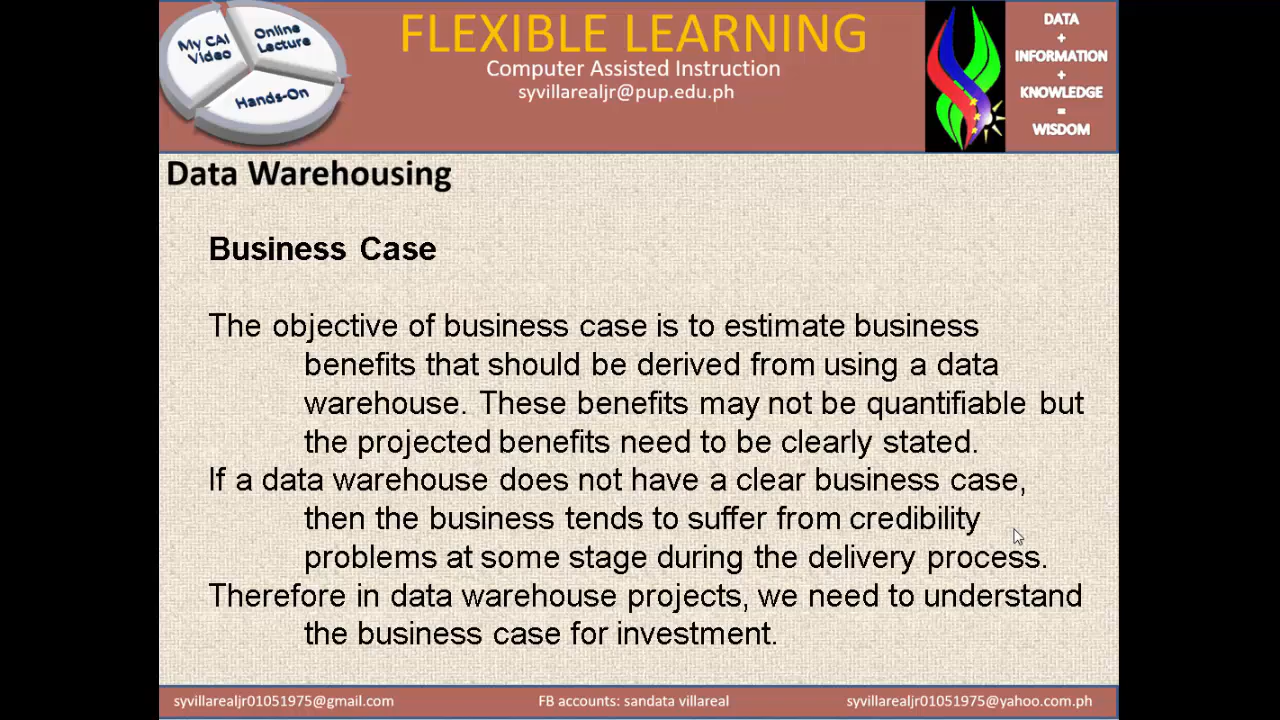 My CAI
Video
Online
Lecture
Hands-On
FLEXIBLE LEARNING
Computer Assisted Instruction
syvillarealjr@pup.edu.ph
DATA
+
INFORMATION
+
KNOWLEDGE
=
WISDOM
Data Warehousing
Business Case
The objective of business case is to estimate business
benefits that should be derived from using a data
warehouse. These benefits may not be quantifiable but
the projected benefits need to be clearly stated.
If a data warehouse does not have a clear business case,
then the business tends to suffer from credibility
problems at some stage during the delivery process.
Therefore in data warehouse projects, we need to understand
the business case for investment.
syvillarealjr01051975@gmail.com
FB accounts: sandata villareal
syvillarealjr01051975@yahoo.com.ph